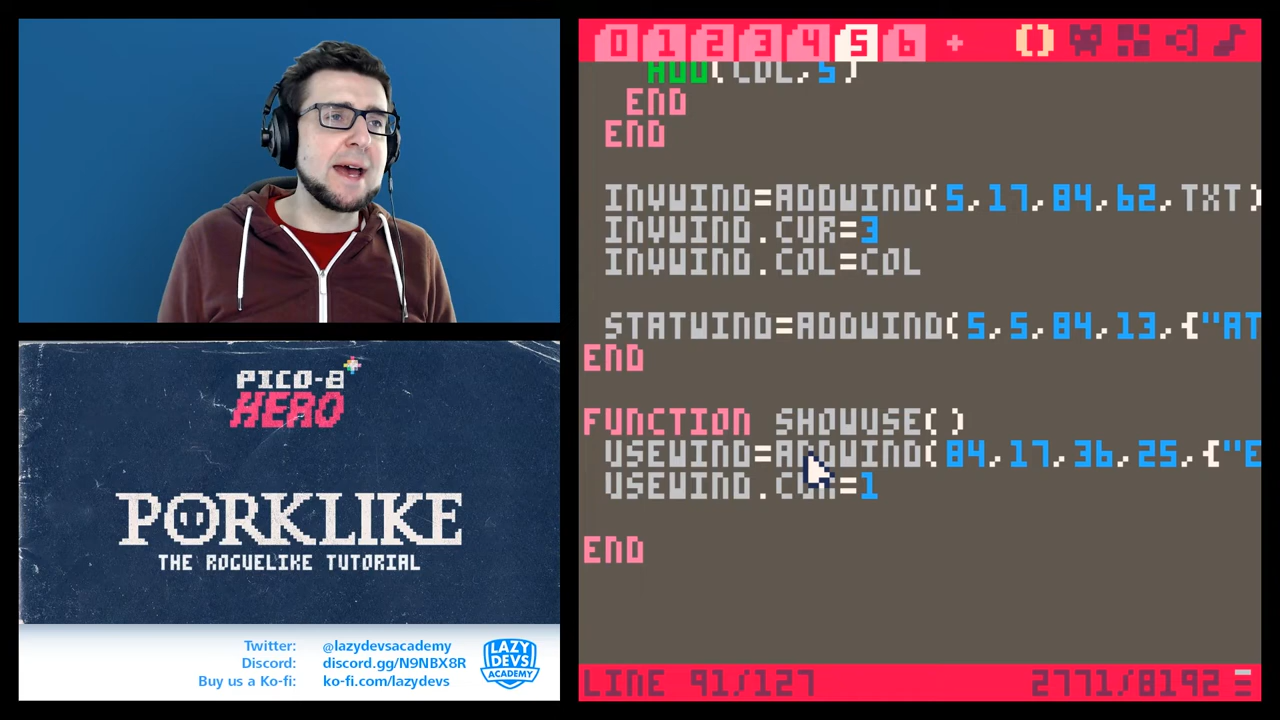 0 1 2 3 4 5 6 +
ADD(COL,5)
END
END
INVWIND=ADDWIND(5,17,84,62,TXT)
INVWIND.CUR=3
INVWIND.COL=COL
STATWIND=ADDWIND(5,5,84,13,{"AT
END
FUNCTION SHOWUSE()
USEWIND=ADDWIND(84,17,36,25,{"E
USEWIND.CUR=1
END
LINE 91/127
2771/8192
PICO-8
HERO
PORKLIKE
THE ROGUELIKE TUTORIAL
Twitter: @lazydevsacademy
Discord: discord.gg/N9NBX8R
Buy us a Ko-fi: ko-fi.com/lazydevs
LAZY
DEVS
ACADEMY